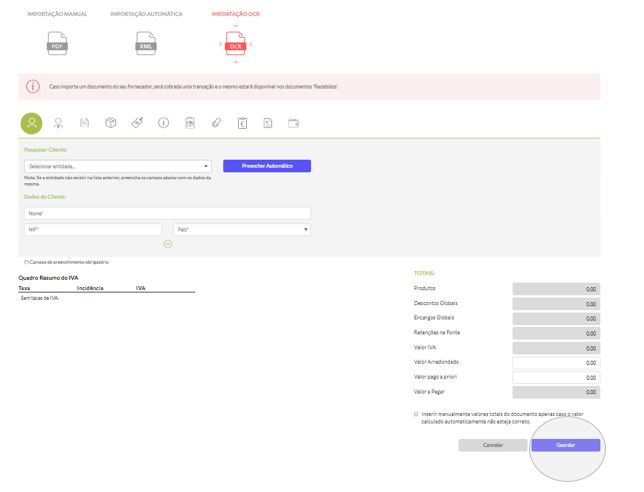 IMPORTAÇÃO MANUAL IMPORTAÇÃO AUTOMÁTICA IMPORTAÇÃO OCR
PDF XML OCR
Caso importe um documento do seu fornecedor, será cobrada uma transação e o mesmo estará disponível nos documentos 'Recebidos'.
Pesquisar Cliente:
Selecionar entidade... Preencher Automático
Nota: Se a entidade não existir na lista anterior, preencha os campos abaixo com os dados da
mesma.
Dados do Cliente:
Nome*
NIF* País*
(*) Campos de preenchimento obrigatório
Quadro Resumo do IVA
Taxa Incidência IVA
Sem taxas de IVA.
TOTAIS:
Produtos 0.00
Descontos Globais 0.00
Encargos Globais 0.00
Retenções na Fonte 0.00
Valor IVA 0.00
Valor Arredondado 0.00
Valor pago a priori 0.00
Valor a Pagar 0.00
Inserir manualmente valores totais do documento apenas caso o valor
calculado automaticamente não esteja correto.
Cancelar Guardar